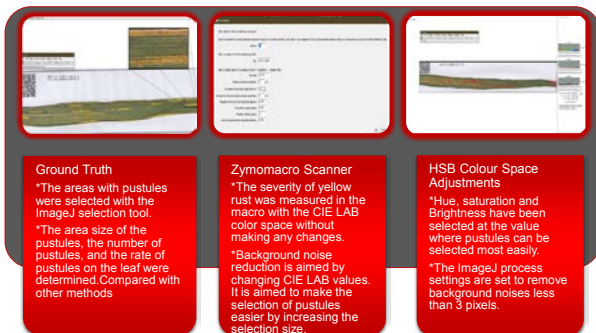 Ground Truth
*The areas with pustules
were selected with the
ImageJ selection tool.
*The area size of the
pustules, the number of
pustules, and the rate of
pustules on the leaf were
determined.Compared with
other methods
Zymomacro Scanner
*The severity of yellow
rust was measured in the
macro with the CIE LAB
color space without
making any changes.
*Background noise
reduction is aimed by
changing CIE LAB values.
It is aimed to make the
selection of pustules
easier by increasing the
selection size.
HSB Colour Space
Adjustments
*Hue, saturation and
Brightness have been
selected at the value
where pustules can be
selected most easily.
*The ImageJ process
settings are set to remove
background noises less
than 3 pixels.